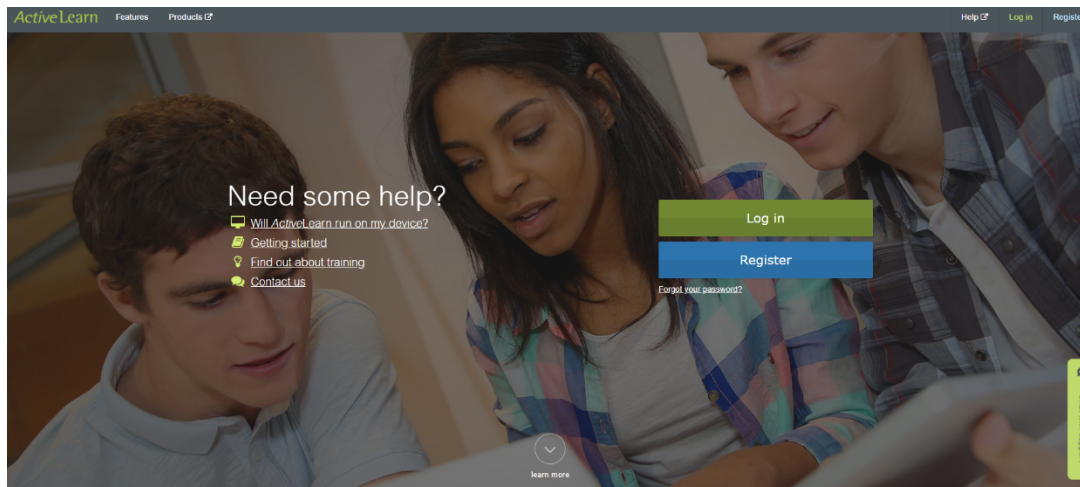 ActiveLearn Features Products Help Log in Register
Need some help?
Will ActiveLearn run on my device?
Getting started
Find out about training
Contact us
Log in
Register
Forgot your password?
learn more